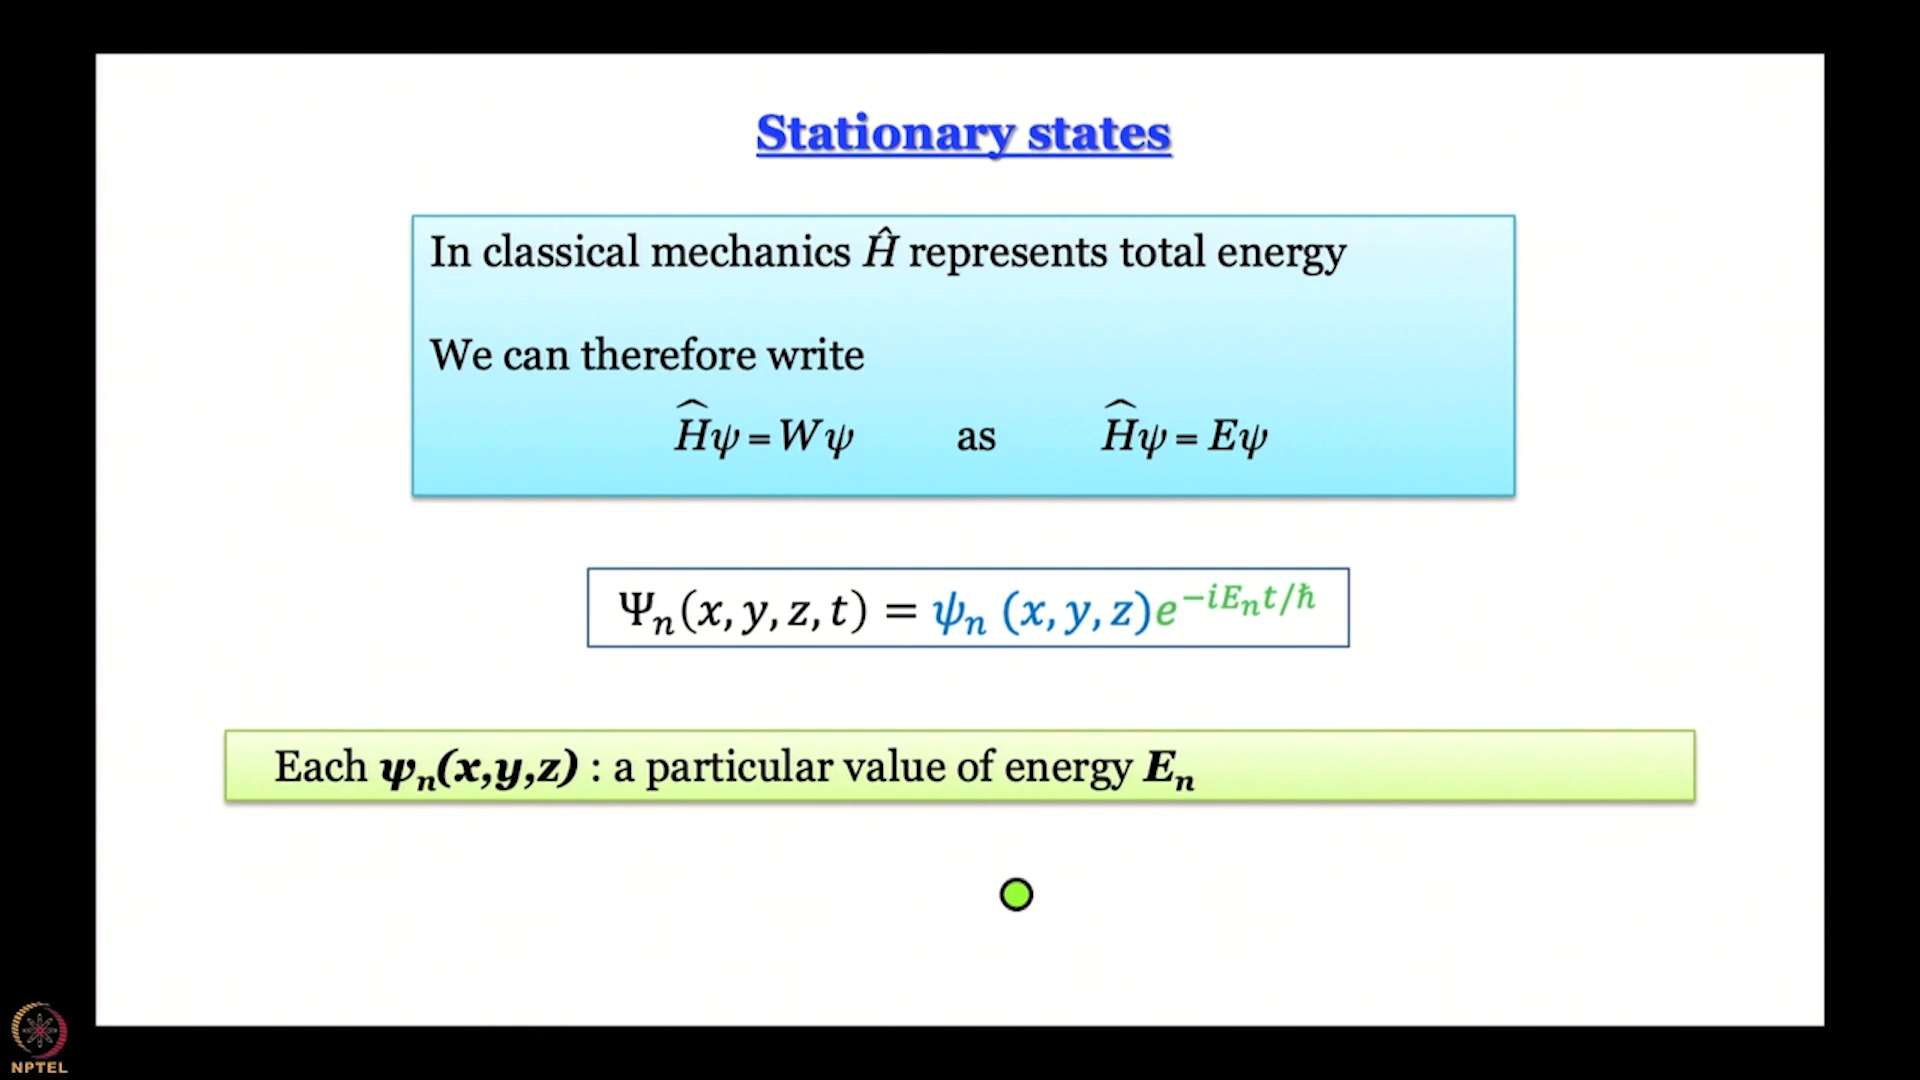 Stationary states
In classical mechanics Ĥ represents total energy
We can therefore write
Ĥψ = Wψ as Ĥψ = Eψ
Ψₙ(x, y, z, t) = ψₙ (x, y, z)e^{−iEₙt/ħ}
Each ψₙ(x,y,z) : a particular value of energy Eₙ
NPTEL